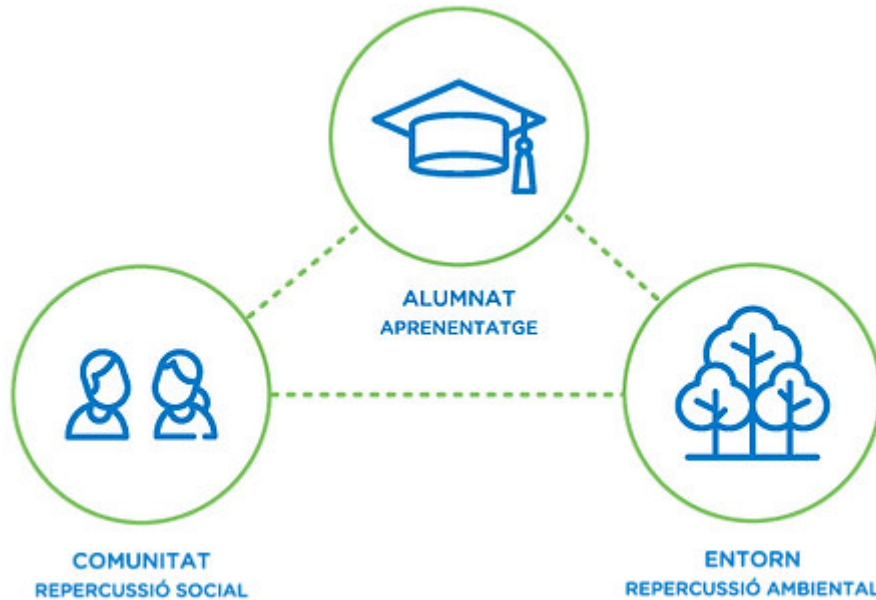 ALUMNAT
APRENENTATGE
COMUNITAT
REPERCUSSIÓ SOCIAL
ENTORN
REPERCUSSIÓ AMBIENTAL